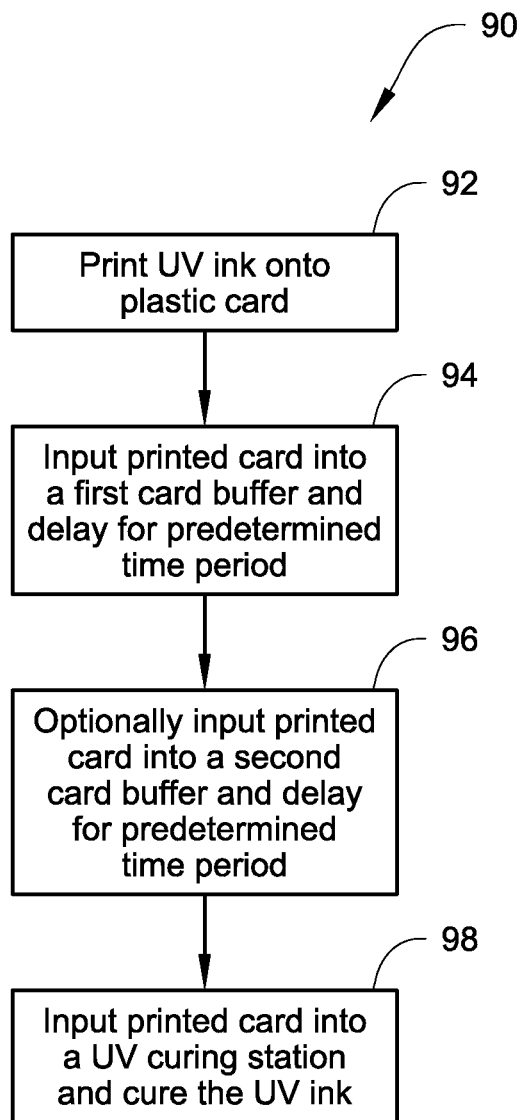 90
92
Print UV ink onto
plastic card
94
Input printed card into
a first card buffer and
delay for predetermined
time period
96
Optionally input printed
card into a second
card buffer and delay
for predetermined
time period
98
Input printed card into
a UV curing station
and cure the UV ink